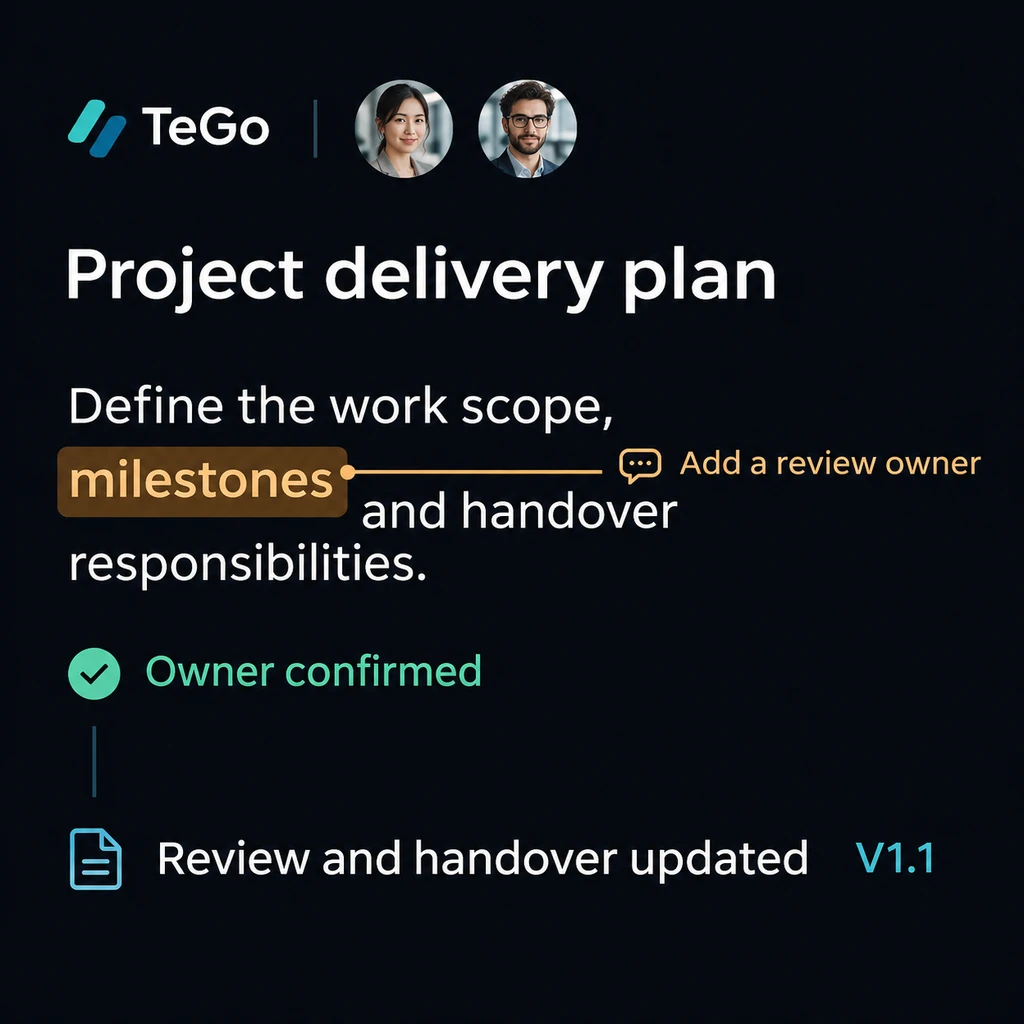 TeGo
Project delivery plan
Define the work scope,
milestones
Add a review owner
and handover
responsibilities.
Owner confirmed
Review and handover updated V1.1